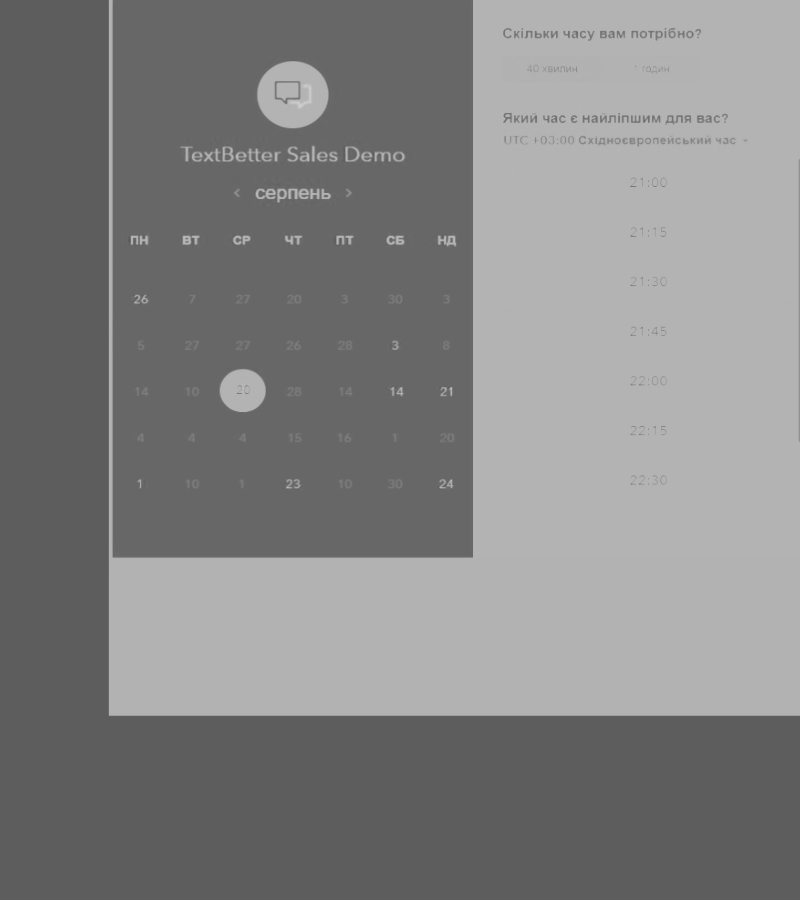 TextBetter Sales Demo
‹ серпень ›
ПН ВТ СР ЧТ ПТ СБ НД
26 7 27 20 3 30 3
5 27 27 26 28 3 8
14 10 20 28 14 14 21
4 4 4 15 16 1 20
1 10 1 23 10 30 24
Скільки часу вам потрібно?
40 хвилин 1 годин
Який час є найліпшим для вас?
UTC +03:00 Східноєвропейський час
21:00
21:15
21:30
21:45
22:00
22:15
22:30